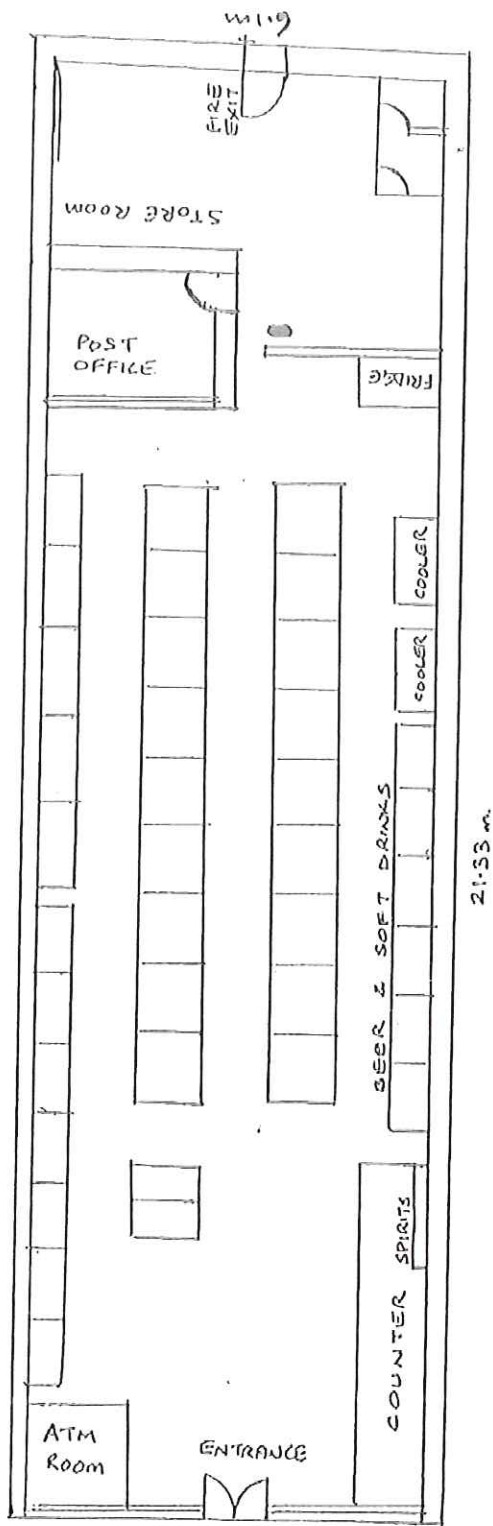 6.1m
FIRE
EXIT
STORE ROOM
POST
OFFICE
FRIDGE
COOLER
COOLER
BEER & SOFT DRINKS
21.33 m.
SPIRITS
COUNTER
ATM
ROOM
ENTRANCE